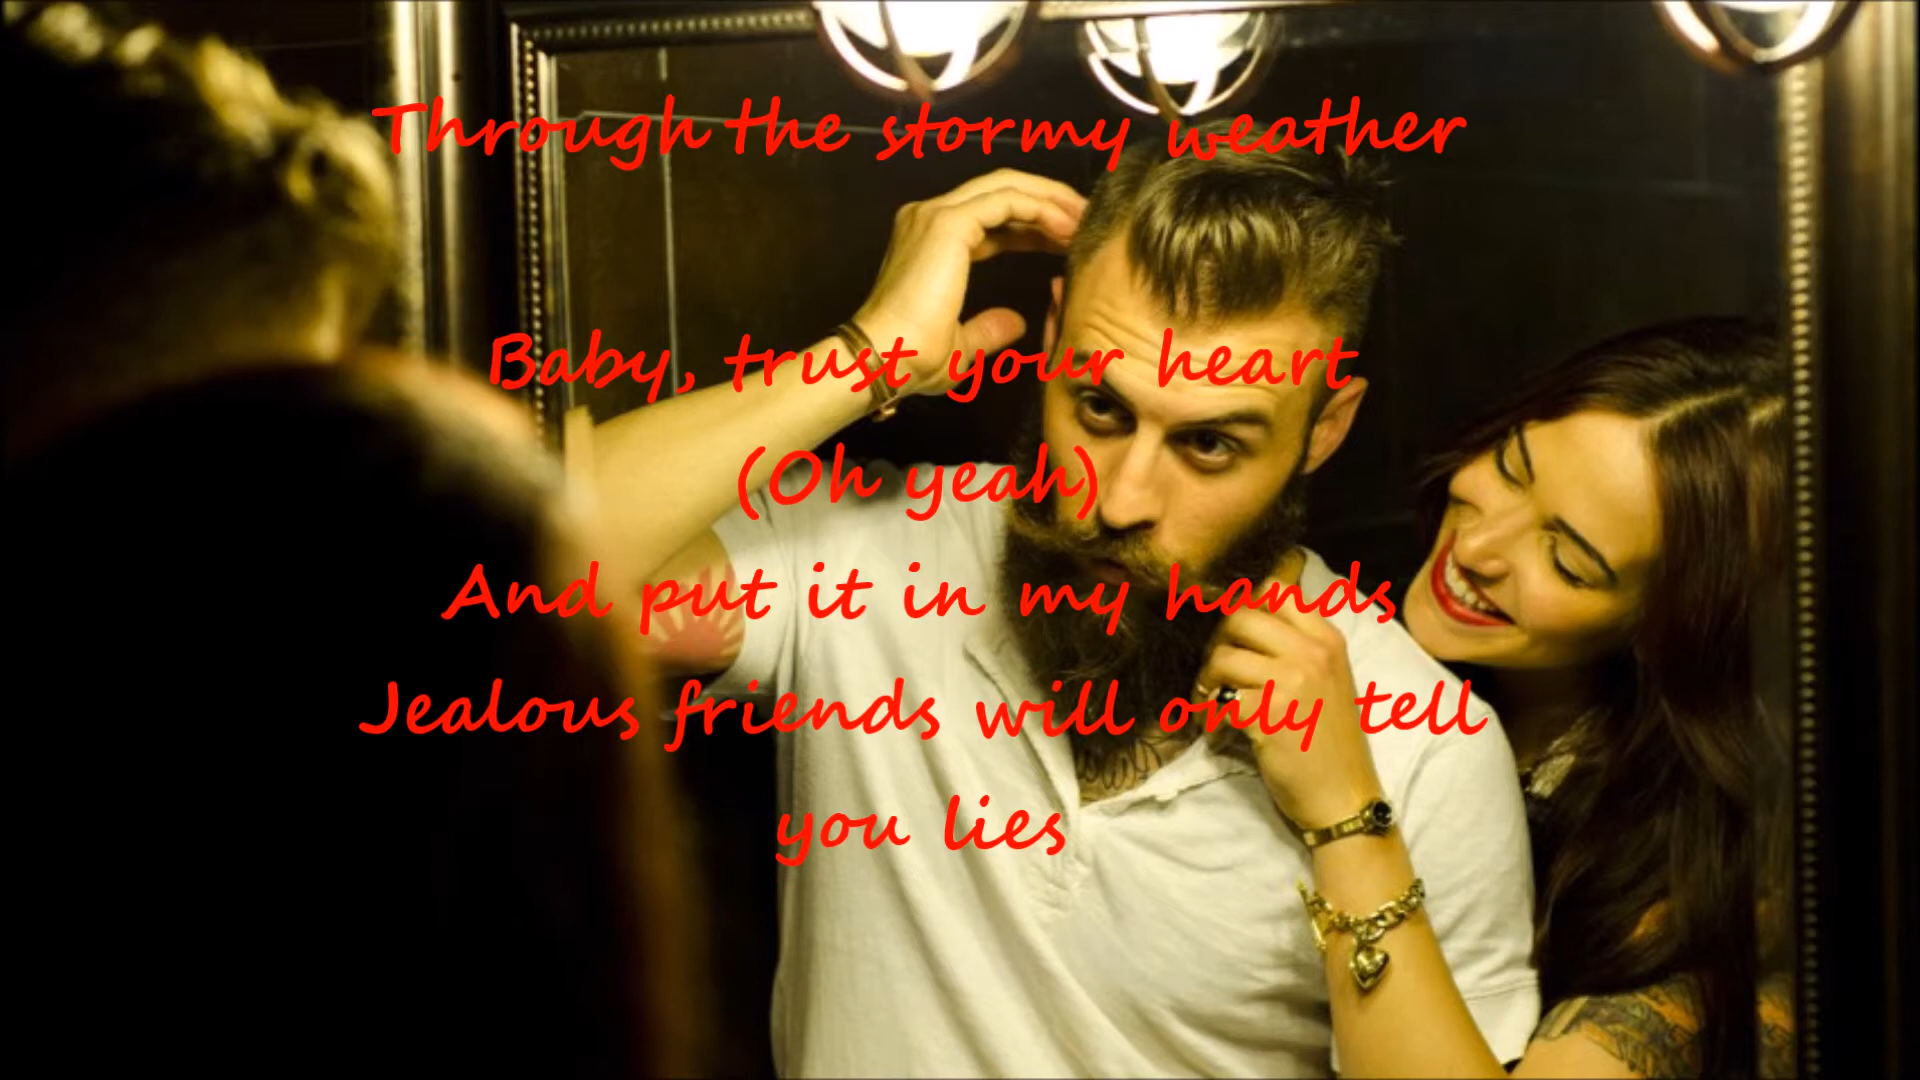 Through the stormy weather
Baby, trust your heart
(Oh yeah)
And put it in my hands
Jealous friends will only tell
you lies